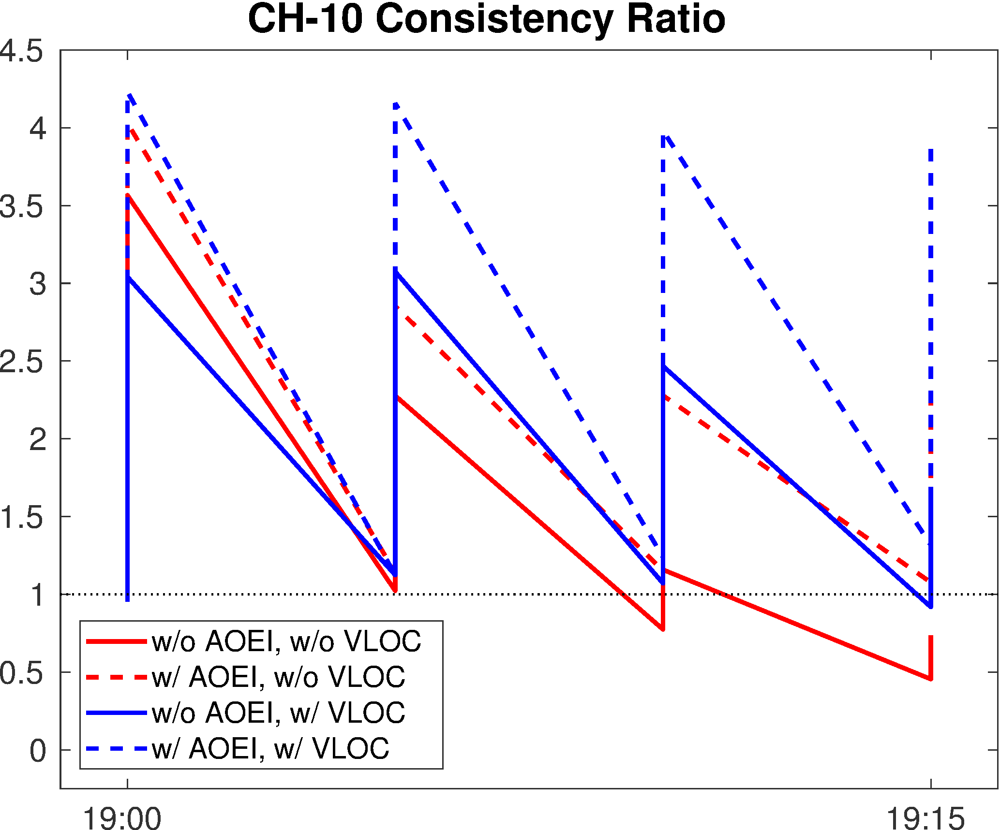 CH-10 Consistency Ratio
4.5
4
3.5
3
2.5
2
1.5
1
0.5
0
w/o AOEI, w/o VLOC
w/ AOEI, w/o VLOC
w/o AOEI, w/ VLOC
w/ AOEI, w/ VLOC
19:00 19:15